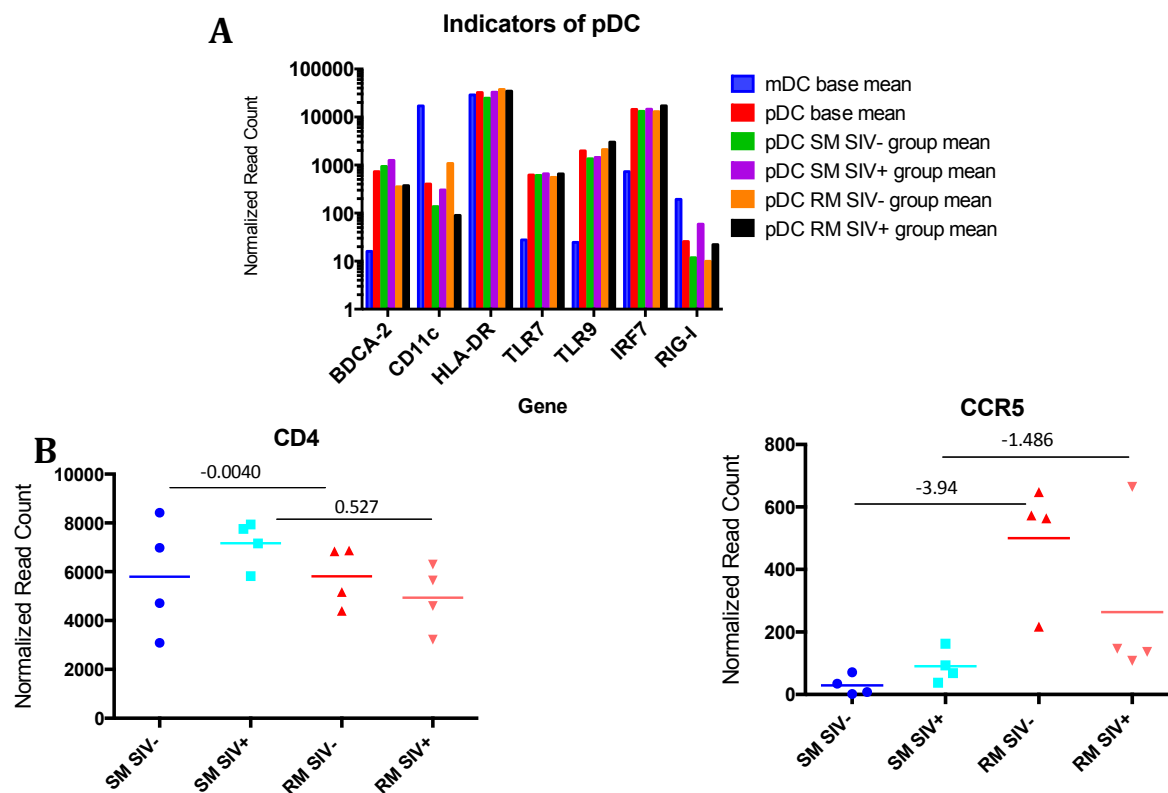 A
Indicators of pDC
Normalized Read Count
100000
10000
1000
100
10
1
BDCA-2
CD11c
HLA-DR
TLR7
TLR9
IRF7
RIG-I
Gene
mDC base mean
pDC base mean
pDC SM SIV- group mean
pDC SM SIV+ group mean
pDC RM SIV- group mean
pDC RM SIV+ group mean
B
CD4
Normalized Read Count
10000
8000
6000
4000
2000
0
-0.0040
0.527
SM SIV-
SM SIV+
RM SIV-
RM SIV+
CCR5
Normalized Read Count
800
600
400
200
0
-1.486
-3.94
SM SIV-
SM SIV+
RM SIV-
RM SIV+